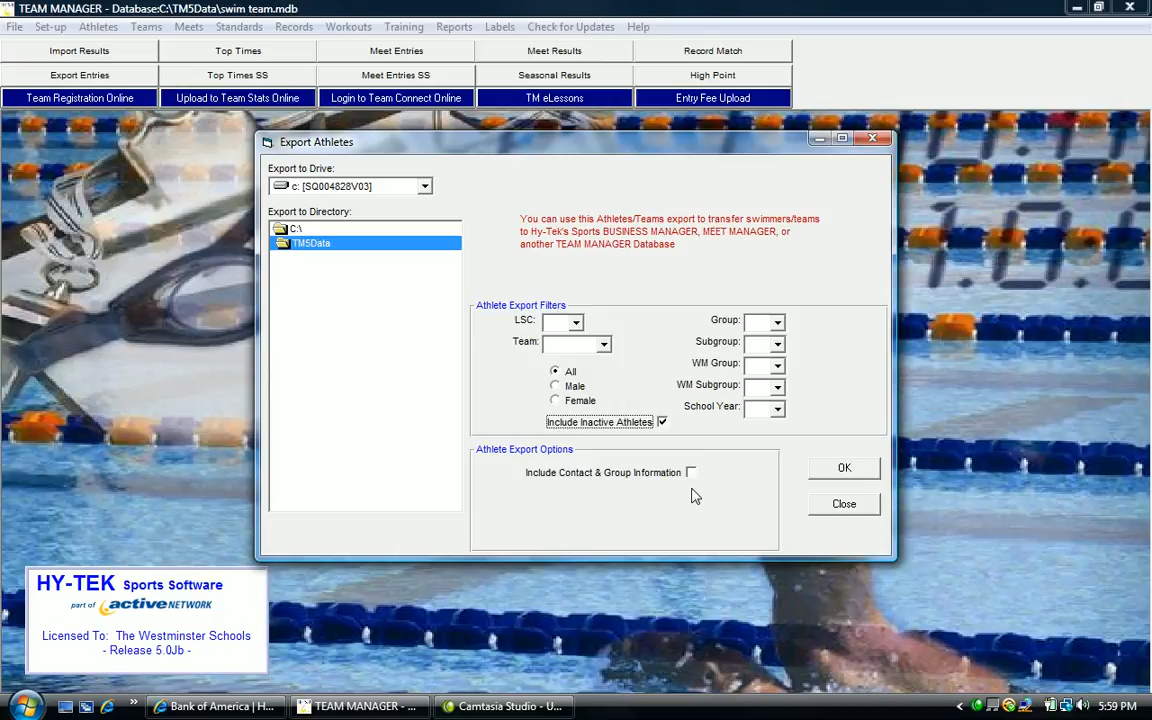 TEAM MANAGER - Database:C:\TM5Data\swim team.mdb
File Set-up Athletes Teams Meets Standards Records Workouts Training Reports Labels Check for Updates Help
Import Results Top Times Meet Entries Meet Results Record Match
Export Entries Top Times SS Meet Entries SS Seasonal Results High Point
Team Registration Online Upload to Team Stats Online Login to Team Connect Online TM eLessons Entry Fee Upload
Export Athletes
Export to Drive:
c: [SQ004828V03]
Export to Directory:
C:\
TM5Data
You can use this Athletes/Teams export to transfer swimmers/teams
to Hy-Tek's Sports BUSINESS MANAGER, MEET MANAGER, or
another TEAM MANAGER Database
Athlete Export Filters
LSC: Group:
Team: Subgroup:
WM Group:
All
Male
WM Subgroup:
Female
School Year:
Include Inactive Athletes
Athlete Export Options
Include Contact & Group Information
OK
Close
HY-TEK Sports Software
part of active NETWORK
Licensed To: The Westminster Schools
- Release 5.0Jb -
Bank of America | H... TEAM MANAGER - ... Camtasia Studio - U... 5:59 PM